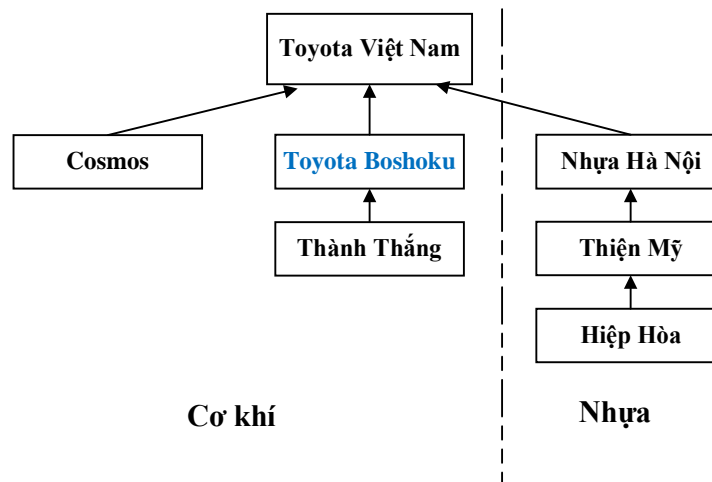 Toyota Việt Nam
Cosmos
Toyota Boshoku
Nhựa Hà Nội
Thành Thắng
Thiện Mỹ
Hiệp Hòa
Cơ khí
Nhựa